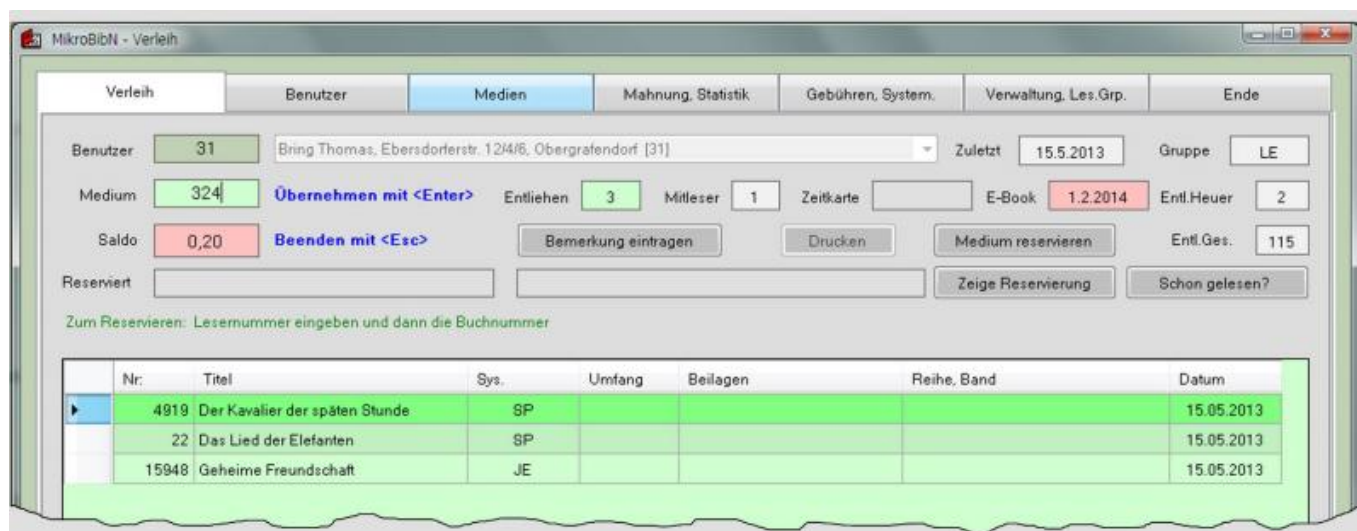 MikroBibN - Verleih
Verleih Benutzer Medien Mahnung, Statistik Gebühren, System. Verwaltung, Les.Grp. Ende
Benutzer 31 Bring Thomas, Ebersdorferstr. 12/4/6, Obergrafendorf [31] Zuletzt 15.5.2013 Gruppe LE
Medium 324 Übernehmen mit <Enter> Entliehen 3 Mitleser 1 Zeitkarte E-Book 1.2.2014 Entl.Heuer 2
Saldo 0,20 Beenden mit <Esc> Bemerkung eintragen Drucken Medium reservieren Entl.Ges. 115
Reserviert Zeige Reservierung Schon gelesen?
Zum Reservieren: Lesernummer eingeben und dann die Buchnummer
Nr: Titel Sys. Umfang Beilagen Reihe, Band Datum
4919 Der Kavalier der späten Stunde SP 15.05.2013
22 Das Lied der Elefanten SP 15.05.2013
15948 Geheime Freundschaft JE 15.05.2013